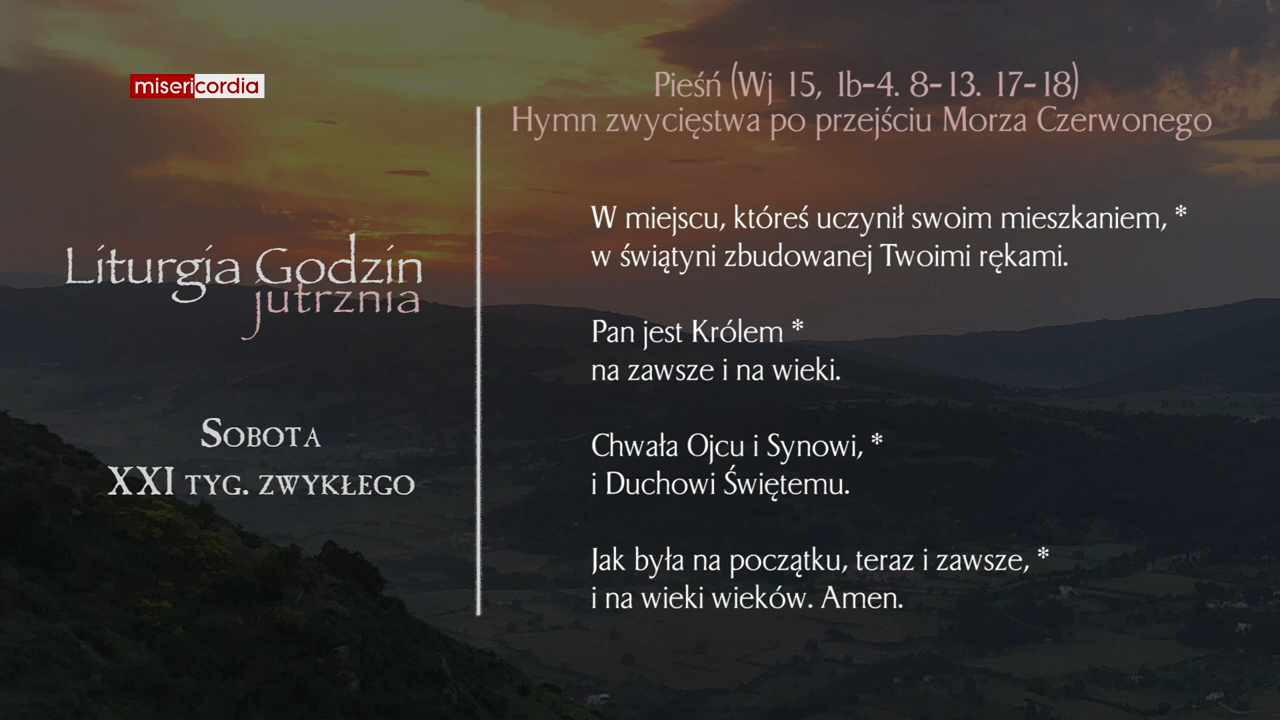 misericordia
Liturgia Godzin
jutrznia
Sobota
XXI tyg. zwykłego
Pieśń (Wj 15, 1b-4. 8-13. 17-18)
Hymn zwycięstwa po przejściu Morza Czerwonego
W miejscu, któreś uczynił swoim mieszkaniem, *
w świątyni zbudowanej Twoimi rękami.
Pan jest Królem *
na zawsze i na wieki.
Chwała Ojcu i Synowi, *
i Duchowi Świętemu.
Jak była na początku, teraz i zawsze, *
i na wieki wieków. Amen.